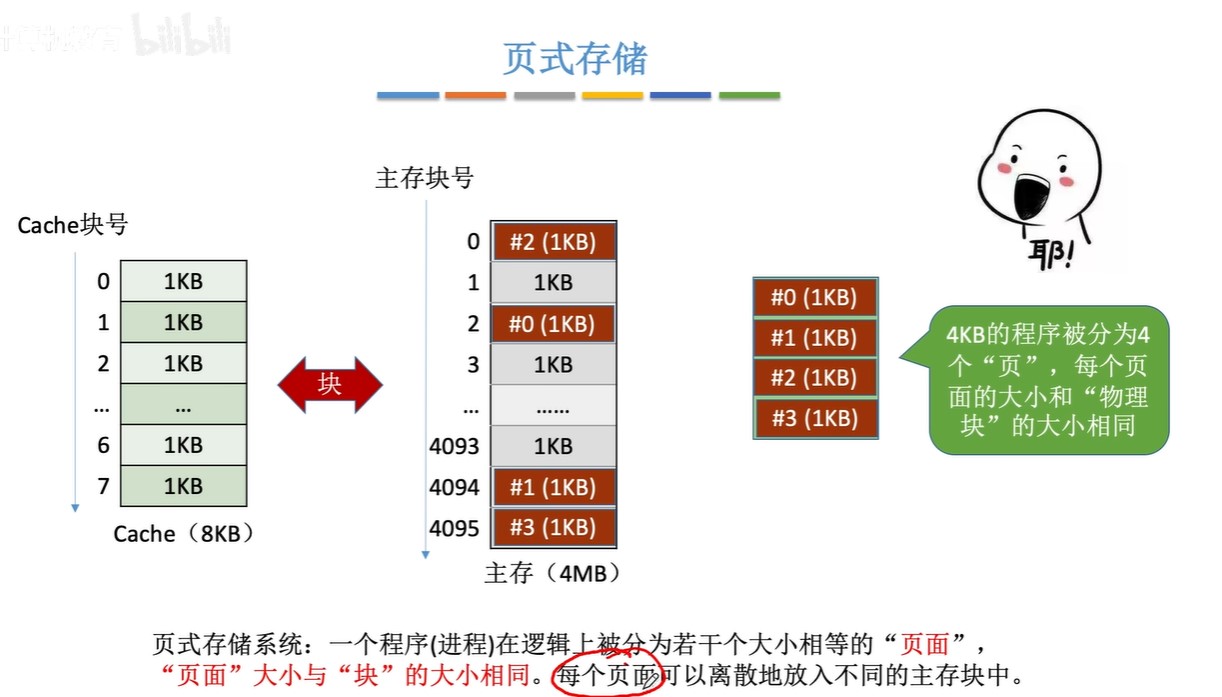 bilibili
页式存储
主存块号
Cache块号
0 #2 (1KB)
1 1KB
2 #0 (1KB)
3 1KB
... ……
4093 1KB
4094 #1 (1KB)
4095 #3 (1KB)
主存（4MB）
0 1KB
1 1KB
2 1KB
... ...
6 1KB
7 1KB
Cache（8KB）
块
耶!
#0 (1KB)
#1 (1KB)
#2 (1KB)
#3 (1KB)
4KB的程序被分为4
个“页”，每个页
面的大小和“物理
块”的大小相同
页式存储系统：一个程序(进程)在逻辑上被分为若干个大小相等的“页面”，
“页面”大小与“块”的大小相同。每个页面可以离散地放入不同的主存块中。